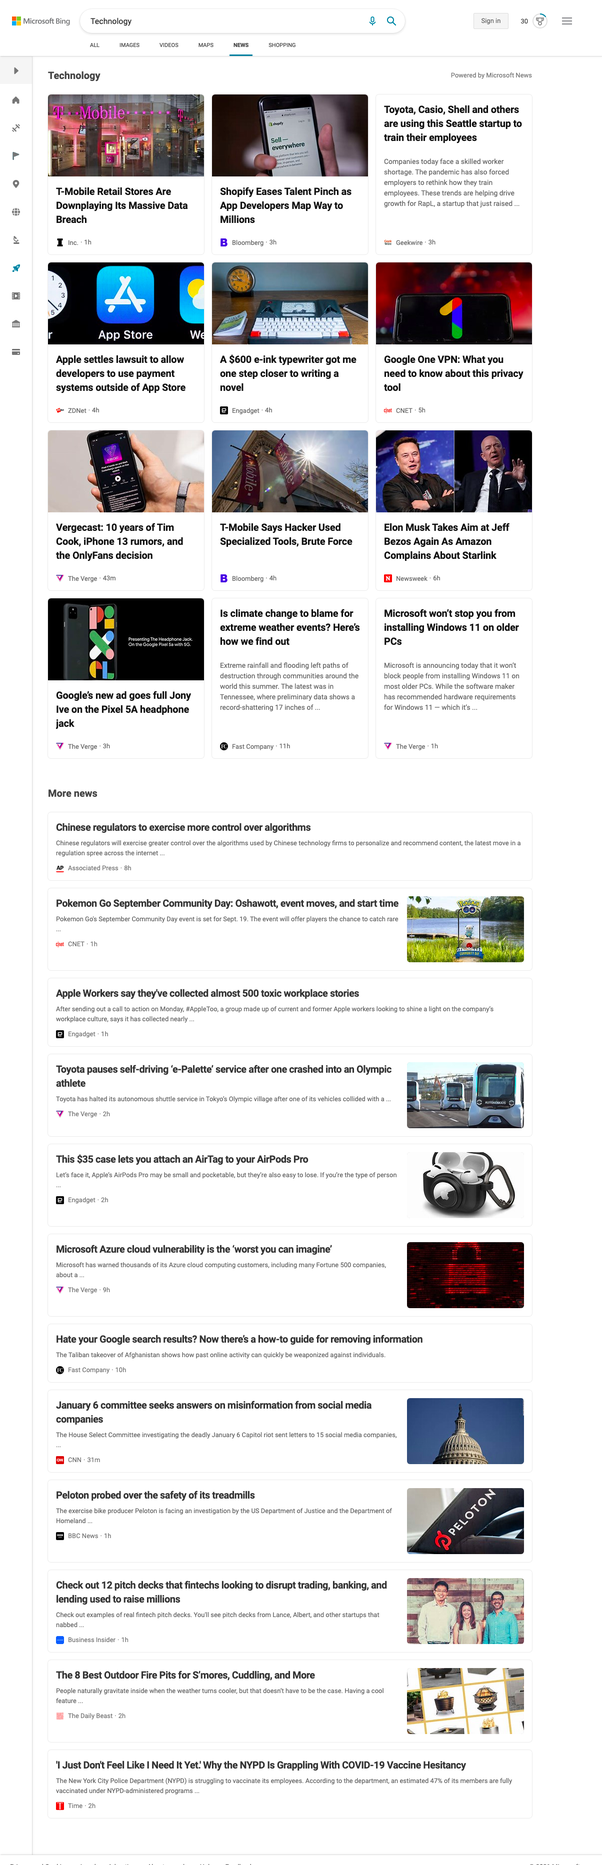 Microsoft Bing
Technology
Sign in
30
ALL IMAGES VIDEOS MAPS NEWS SHOPPING
Technology
Powered by Microsoft News
T-Mobile Retail Stores Are
Downplaying Its Massive Data
Breach
Inc. · 1h
shopify
Sell —
everywhere
Shopify Eases Talent Pinch as
App Developers Map Way to
Millions
Bloomberg · 3h
Toyota, Casio, Shell and others
are using this Seattle startup to
train their employees
Companies today face a skilled worker
shortage. The pandemic has also forced
employers to rethink how they train
employees. These trends are helping drive
growth for RapL, a startup that just raised ...
Geekwire · 3h
App Store
We
Apple settles lawsuit to allow
developers to use payment
systems outside of App Store
ZDNet · 4h
A $600 e-ink typewriter got me
one step closer to writing a
novel
Engadget · 4h
Google One VPN: What you
need to know about this privacy
tool
CNET · 5h
Vergecast: 10 years of Tim
Cook, iPhone 13 rumors, and
the OnlyFans decision
The Verge · 43m
T-Mobile Says Hacker Used
Specialized Tools, Brute Force
Bloomberg · 4h
Elon Musk Takes Aim at Jeff
Bezos Again As Amazon
Complains About Starlink
Newsweek · 6h
Presenting The Headphone Jack.
On the Google Pixel 5a with 5G.
Google's new ad goes full Jony
Ive on the Pixel 5A headphone
jack
The Verge · 3h
Is climate change to blame for
extreme weather events? Here's
how we find out
Extreme rainfall and flooding left paths of
destruction through communities around the
world this summer. The latest was in
Tennessee, where preliminary data shows a
record-shattering 17 inches of ...
Fast Company · 11h
Microsoft won't stop you from
installing Windows 11 on older
PCs
Microsoft is announcing today that it won't
block people from installing Windows 11 on
most older PCs. While the software maker
has recommended hardware requirements
for Windows 11 — which it's ...
The Verge · 1h
More news
Chinese regulators to exercise more control over algorithms
Chinese regulators will exercise greater control over the algorithms used by Chinese technology firms to personalize and recommend content, the latest move in a
regulation spree across the internet ...
AP Associated Press · 8h
Pokemon Go September Community Day: Oshawott, event moves, and start time
Pokemon Go's September Community Day event is set for Sept. 19. The event will offer players the chance to catch rare
...
CNET · 1h
Apple Workers say they've collected almost 500 toxic workplace stories
After sending out a call to action on Monday, #AppleToo, a group made up of current and former Apple workers looking to shine a light on the company's
workplace culture, says it has collected nearly ...
Engadget · 1h
Toyota pauses self-driving 'e-Palette' service after one crashed into an Olympic
athlete
Toyota has halted its autonomous shuttle service in Tokyo's Olympic village after one of its vehicles collided with a ...
The Verge · 2h
This $35 case lets you attach an AirTag to your AirPods Pro
Let's face it, Apple's AirPods Pro may be small and pocketable, but they're also easy to lose. If you're the type of person
...
Engadget · 2h
Microsoft Azure cloud vulnerability is the 'worst you can imagine'
Microsoft has warned thousands of its Azure cloud computing customers, including many Fortune 500 companies,
about a ...
The Verge · 9h
Hate your Google search results? Now there's a how-to guide for removing information
The Taliban takeover of Afghanistan shows how past online activity can quickly be weaponized against individuals.
Fast Company · 10h
January 6 committee seeks answers on misinformation from social media
companies
The House Select Committee investigating the deadly January 6 Capitol riot sent letters to 15 social media companies,
...
CNN · 31m
Peloton probed over the safety of its treadmills
The exercise bike producer Peloton is facing an investigation by the US Department of Justice and the Department of
Homeland ...
BBC News · 1h
PELOTON
Check out 12 pitch decks that fintechs looking to disrupt trading, banking, and
lending used to raise millions
Check out examples of real fintech pitch decks. You'll see pitch decks from Lance, Albert, and other startups that
nabbed ...
Business Insider · 1h
The 8 Best Outdoor Fire Pits for S'mores, Cuddling, and More
People naturally gravitate inside when the weather turns cooler, but that doesn't have to be the case. Having a cool
feature ...
The Daily Beast · 2h
'I Just Don't Feel Like I Need It Yet.' Why the NYPD Is Grappling With COVID-19 Vaccine Hesitancy
The New York City Police Department (NYPD) is struggling to vaccinate its employees. According to the department, an estimated 47% of its members are fully
vaccinated under NYPD-administered programs ...
Time · 2h